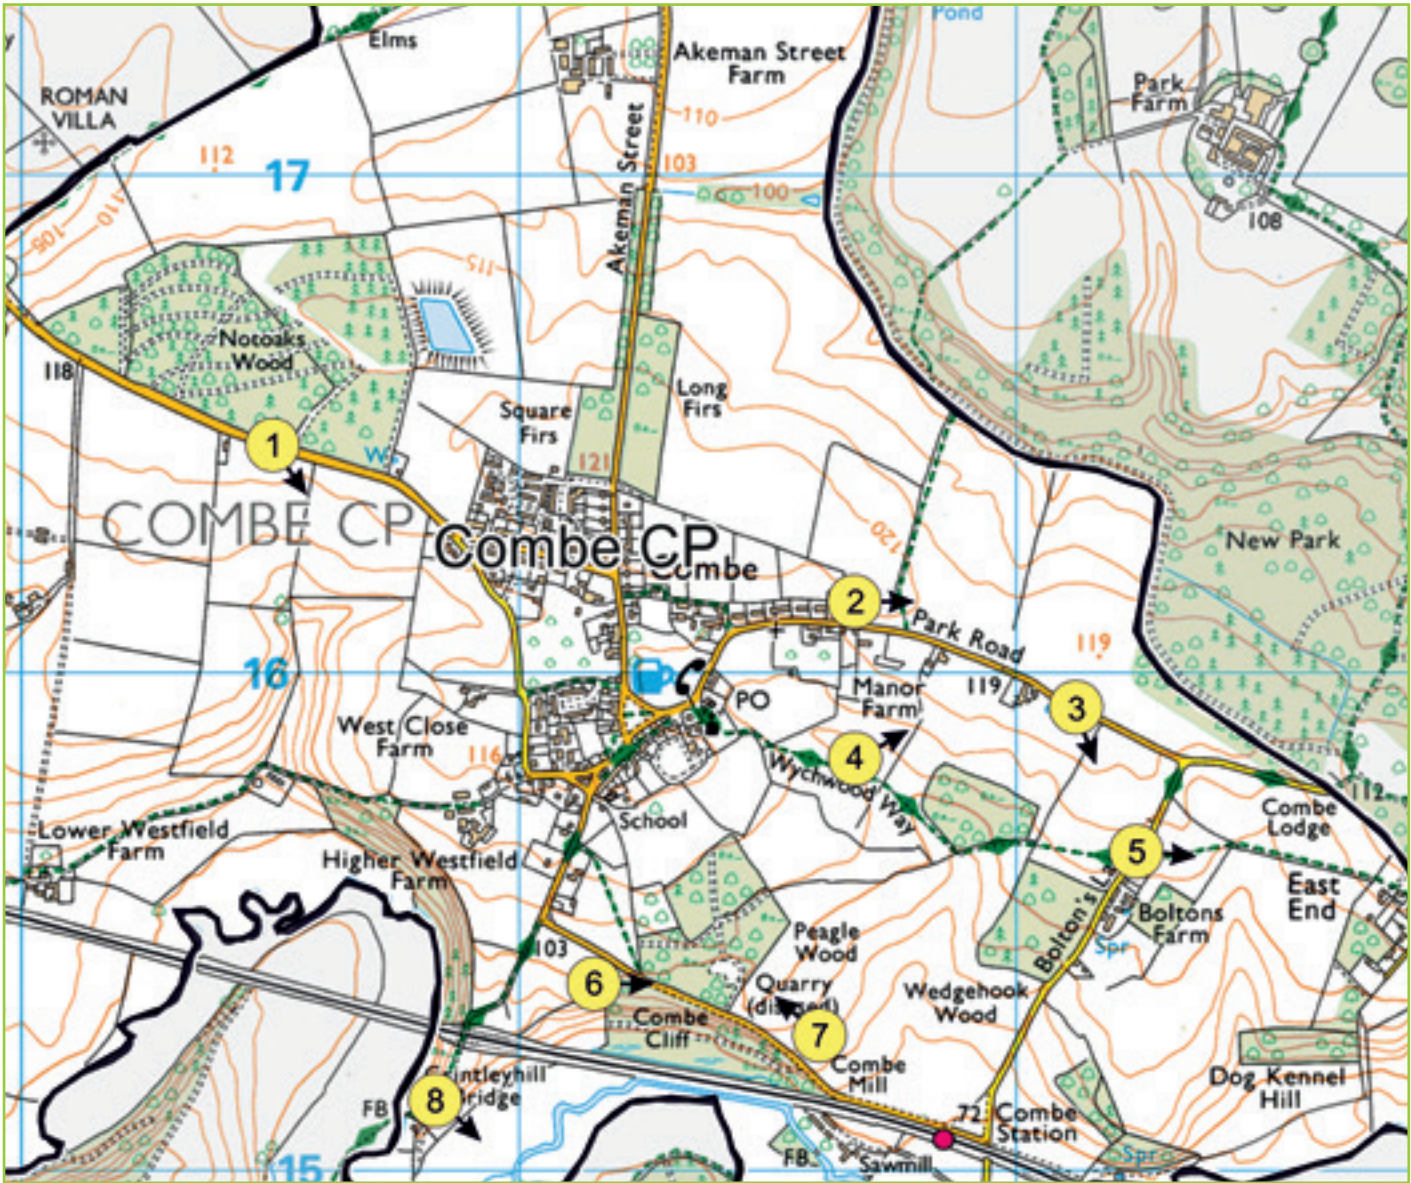 Elms
Pond
Akeman Street
Farm
Park
Farm
ROMAN
VILLA
110
112
17
103
Akeman Street
100
108
110
105
115
Notoaks
Wood
118
Long
Firs
Square
Firs
1
W
121
COMBE CP
Combe CP
Combe
120
New Park
2
Park Road
119
16
119
PO
Manor
Farm
3
West Close
Farm
116
4
Wychwood Way
112
Combe
Lodge
School
Lower Westfield
Farm
Higher Westfield
Farm
5
East
End
Boltons
Farm
Bolton's La
Spr
103
Peagle
Wood
6
Quarry
(disused)
Wedgehook
Wood
Combe
Cliff
7
Combe
Mill
Dog Kennel
Hill
8
FB
72
Combe
Station
15
FB
Sawmill
Spr